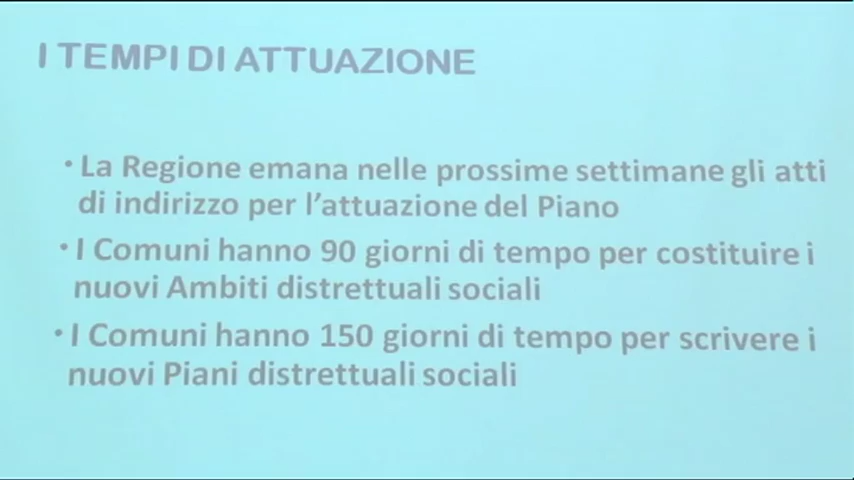 I TEMPI DI ATTUAZIONE
• La Regione emana nelle prossime settimane gli atti
di indirizzo per l'attuazione del Piano
• I Comuni hanno 90 giorni di tempo per costituire i
nuovi Ambiti distrettuali sociali
• I Comuni hanno 150 giorni di tempo per scrivere i
nuovi Piani distrettuali sociali